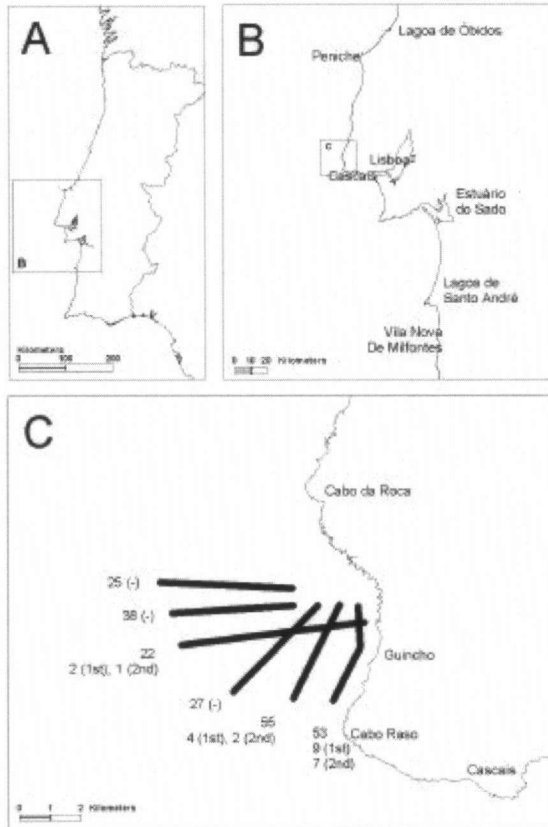 A
B
Kilometers
0 100 200
B
Lagoa de Óbidos
Peniche
C
Lisboa
Cascais
Estuário
do Sado
Lagoa de
Santo André
Vila Nova
De Milfontes
0 10 20 Kilometers
C
Cabo da Roca
25 (-)
38 (-)
22
2 (1st), 1 (2nd)
Guincho
27 (-)
55
4 (1st), 2 (2nd)
53
9 (1st)
7 (2nd)
Cabo Raso
Cascais
0 1 2 Kilometers